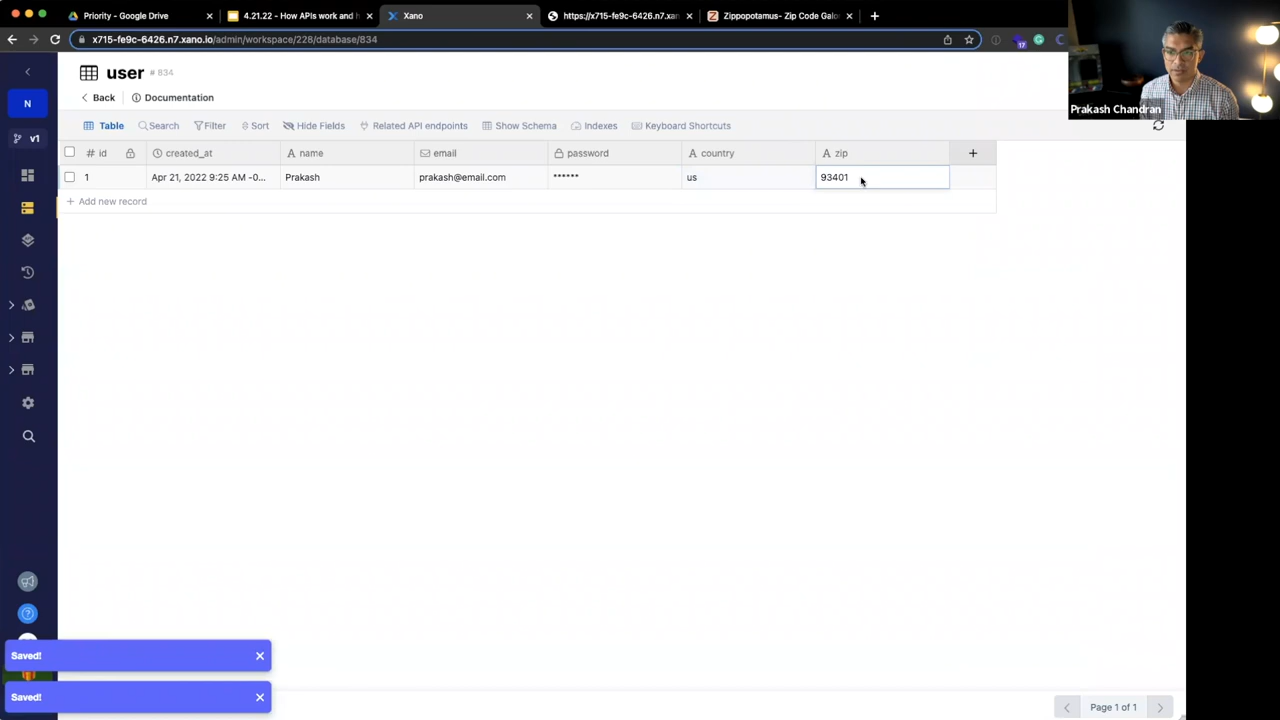 Priority - Google Drive
4.21.22 - How APIs work and h
Xano
https://x715-fe9c-6426.n7.xan
Zippopotamus- Zip Code Galo
x715-fe9c-6426.n7.xano.io/admin/workspace/228/database/834
17
Prakash Chandran
N
v1
user # 834
Back
Documentation
Table
Search
Filter
Sort
Hide Fields
Related API endpoints
Show Schema
Indexes
Keyboard Shortcuts
# id
created_at
A name
email
password
A country
A zip
1
Apr 21, 2022 9:25 AM -0...
Prakash
prakash@email.com
******
us
93401
+ Add new record
Saved!
Saved!
Page 1 of 1